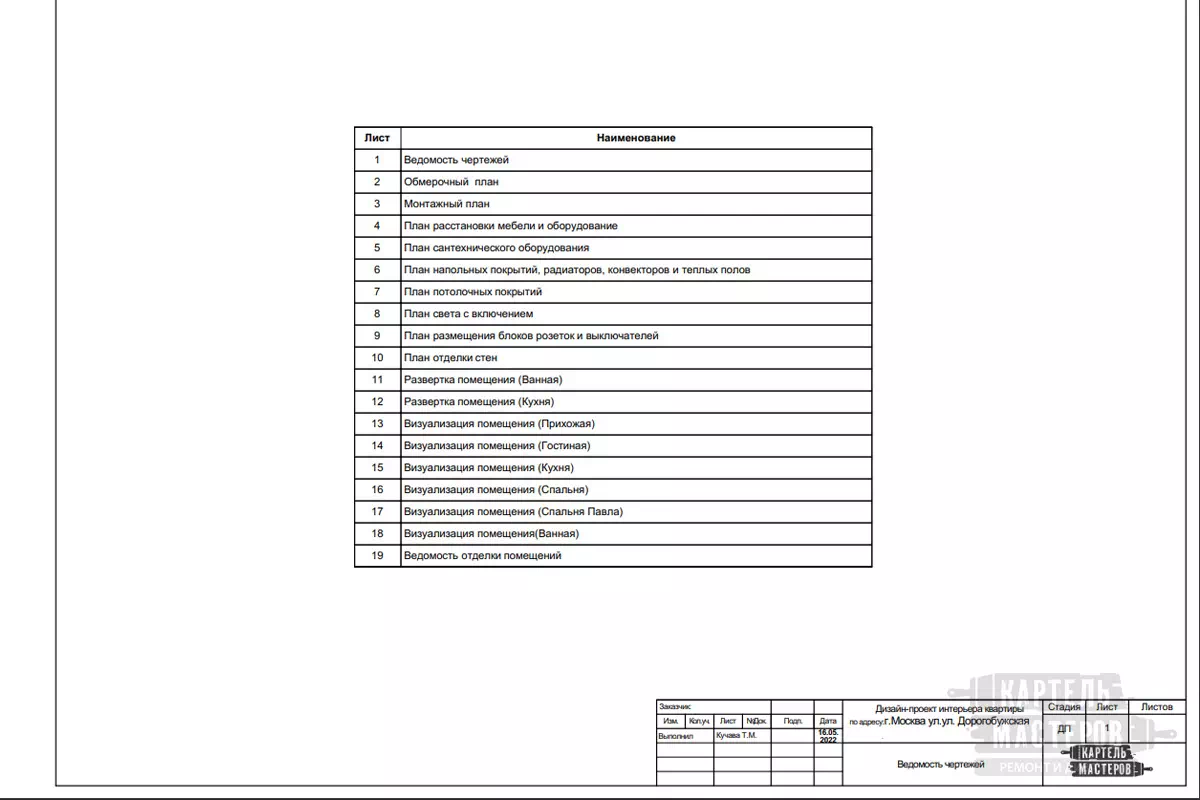 Лист Наименование
1 Ведомость чертежей
2 Обмерочный план
3 Монтажный план
4 План расстановки мебели и оборудование
5 План сантехнического оборудования
6 План напольных покрытий, радиаторов, конвекторов и теплых полов
7 План потолочных покрытий
8 План света с включением
9 План размещения блоков розеток и выключателей
10 План отделки стен
11 Развертка помещения (Ванная)
12 Развертка помещения (Кухня)
13 Визуализация помещения (Прихожая)
14 Визуализация помещения (Гостиная)
15 Визуализация помещения (Кухня)
16 Визуализация помещения (Спальня)
17 Визуализация помещения (Спальня Павла)
18 Визуализация помещения(Ванная)
19 Ведомость отделки помещений
Заказчик:
Изм. Кол.уч. Лист №Док. Подп. Дата
Выполнил Кучава Т.М. 16.05.
2022
Дизайн-проект интерьера квартиры
по адресу:г.Москва ул.ул. Дорогобужская
Стадия Лист Листов
ДП 1
Ведомость чертежей
КАРТЕЛЬ
МАСТЕРОВ
КАРТЕЛЬ
МАСТЕРОВ
РЕМОНТ И